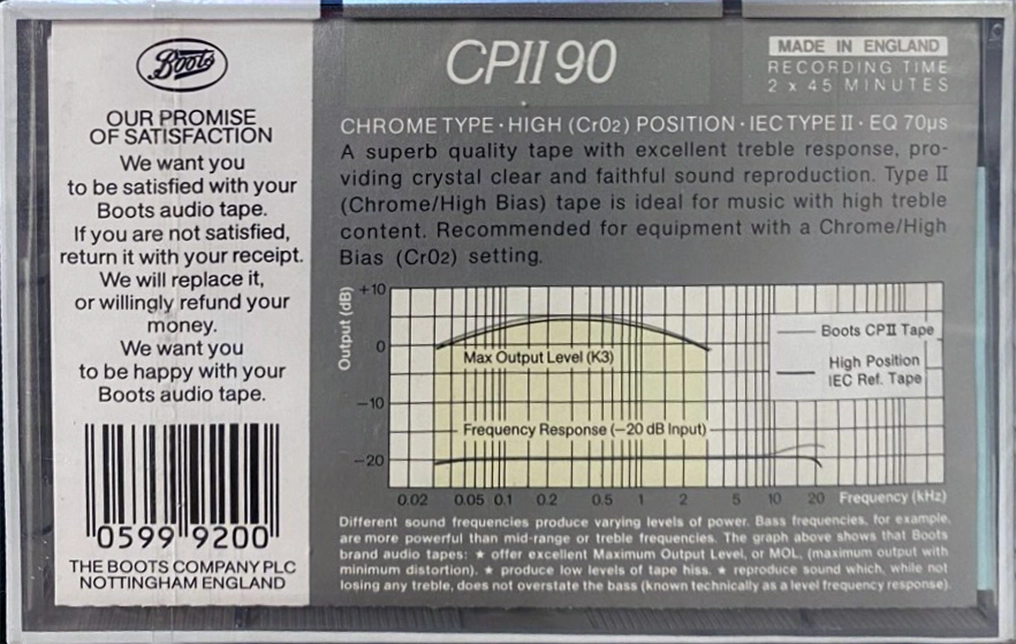 Boots
OUR PROMISE
OF SATISFACTION
We want you
to be satisfied with your
Boots audio tape.
If you are not satisfied,
return it with your receipt.
We will replace it,
or willingly refund your
money.
We want you
to be happy with your
Boots audio tape.
0599 9200
THE BOOTS COMPANY PLC
NOTTINGHAM ENGLAND
CPII 90
MADE IN ENGLAND
RECORDING TIME
2 x 45 MINUTES
CHROME TYPE · HIGH (CrO2) POSITION · IEC TYPE II · EQ 70µs
A superb quality tape with excellent treble response, pro-
viding crystal clear and faithful sound reproduction. Type II
(Chrome/High Bias) tape is ideal for music with high treble
content. Recommended for equipment with a Chrome/High
Bias (CrO2) setting.
Output (dB)
+10
0
−10
−20
Boots CPII Tape
High Position
IEC Ref. Tape
Max Output Level (K3)
Frequency Response (−20 dB Input)
0.02 0.05 0.1 0.2 0.5 1 2 5 10 20 Frequency (kHz)
Different sound frequencies produce varying levels of power. Bass frequencies, for example,
are more powerful than mid-range or treble frequencies. The graph above shows that Boots
brand audio tapes: ★ offer excellent Maximum Output Level, or MOL, (maximum output with
minimum distortion). ★ produce low levels of tape hiss. ★ reproduce sound which, while not
losing any treble, does not overstate the bass (known technically as a level frequency response).